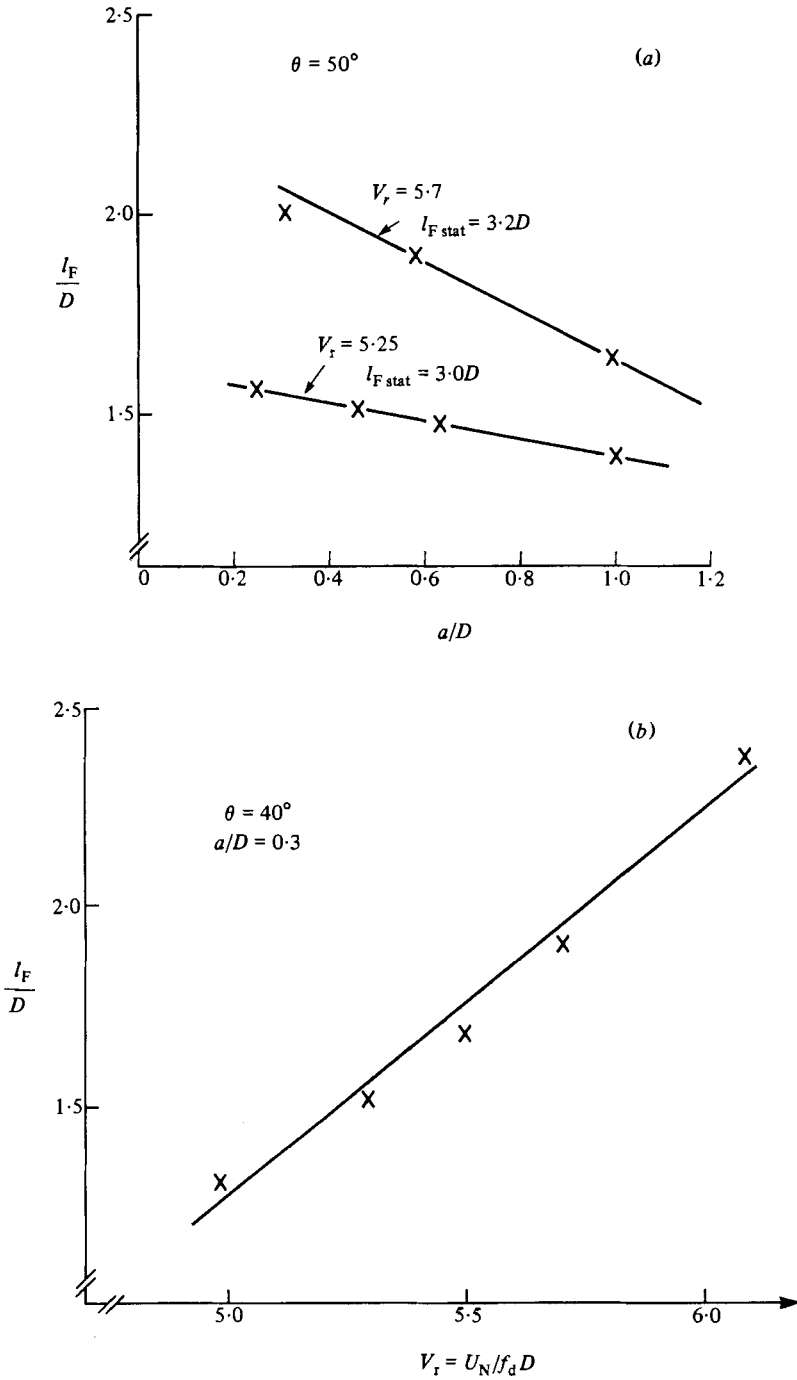 2·5
θ = 50°
(a)
V_r = 5·7
l_F stat = 3·2D
2·0
l_F
D
V_r = 5·25
l_F stat = 3·0D
1·5
0 0·2 0·4 0·6 0·8 1·0 1·2
a/D
2·5
(b)
θ = 40°
a/D = 0·3
2·0
l_F
D
1·5
5·0 5·5 6·0
V_r = U_N/f_d D